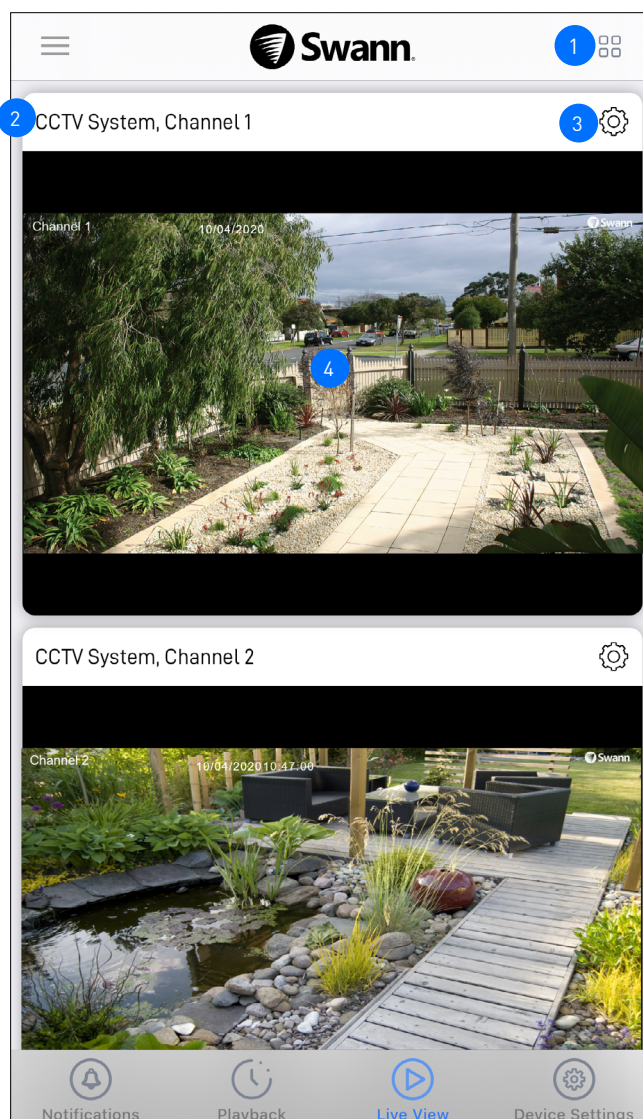 Swann
1
2
CCTV System, Channel 1
3
Channel 1
10/04/2020
Swann
4
CCTV System, Channel 2
Channel 2
10/04/2020 10:47:00
Swann
Notifications
Playback
Live View
Device Settings